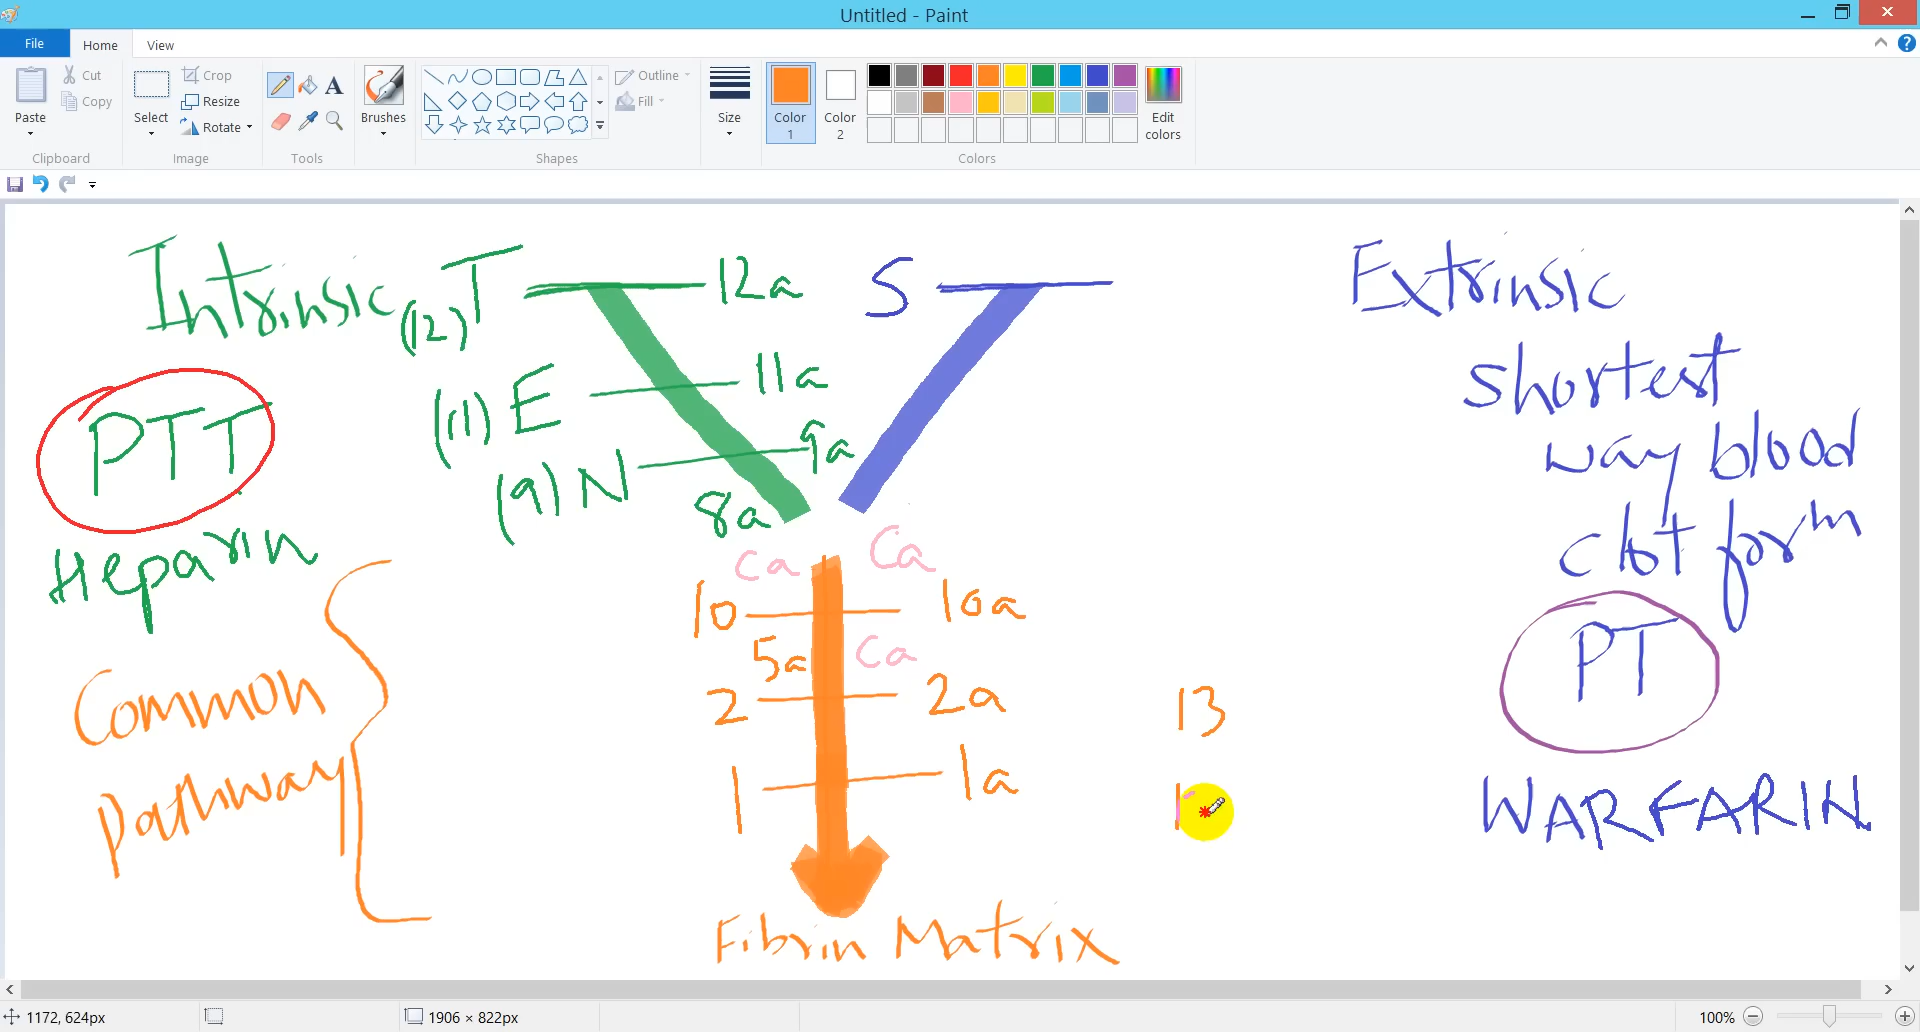 Untitled - Paint
File
Home
View
Paste
Cut
Copy
Clipboard
Select
Crop
Resize
Rotate
Image
A
Tools
Brushes
Shapes
Outline
Fill
Size
Color 1
Color 2
Edit colors
Colors
Intrinsic
(12) T
12a
S
Extrinsic
(11) E
11a
shortest
PTT
(9) N
9a
way blood
8a
clot form
Heparin
Ca
Ca
10
10a
PT
5a
Ca
Common
2
2a
13
pathway
1
1a
1
WARFARIN
Fibrin Matrix
1172, 624px
1906 × 822px
100%